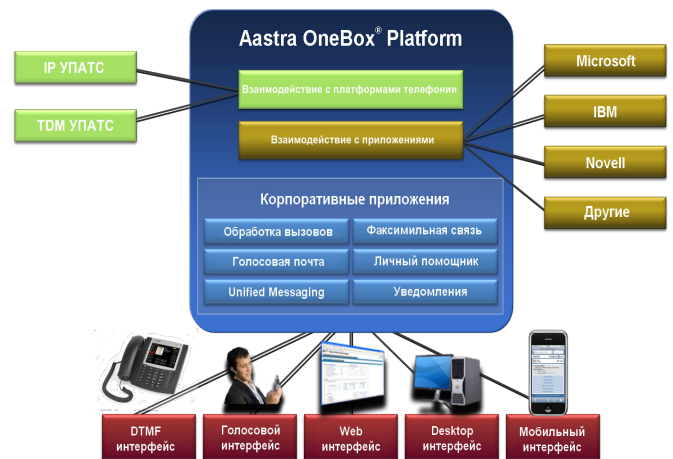 Aastra OneBox® Platform
IP УПАТС
TDM УПАТС
Взаимодействие с платформами телефонии
Взаимодействие с приложениями
Microsoft
IBM
Novell
Другие
Корпоративные приложения
Обработка вызовов
Факсимильная связь
Голосовая почта
Личный помощник
Unified Messaging
Уведомления
DTMF
интерфейс
Голосовой
интерфейс
Web
интерфейс
Desktop
интерфейс
Мобильный
интерфейс